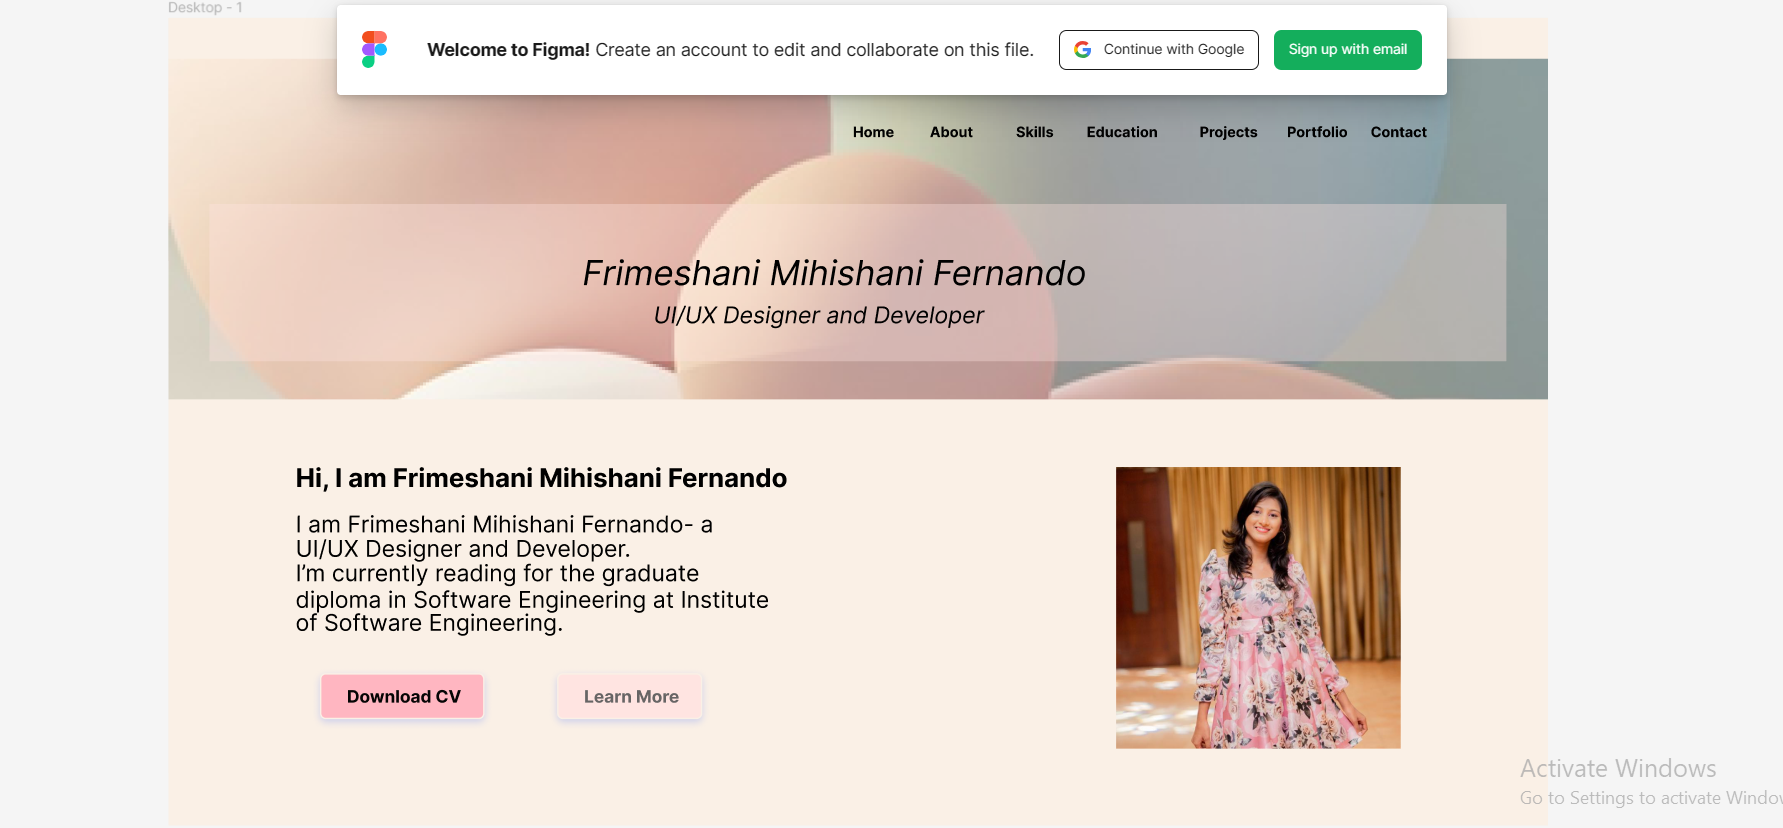 Desktop - 1
Welcome to Figma! Create an account to edit and collaborate on this file.
Continue with Google
Sign up with email
Home About Skills Education Projects Portfolio Contact
Frimeshani Mihishani Fernando
UI/UX Designer and Developer
Hi, I am Frimeshani Mihishani Fernando
I am Frimeshani Mihishani Fernando- a
UI/UX Designer and Developer.
I’m currently reading for the graduate
diploma in Software Engineering at Institute
of Software Engineering.
Download CV
Learn More
Activate Windows
Go to Settings to activate Window